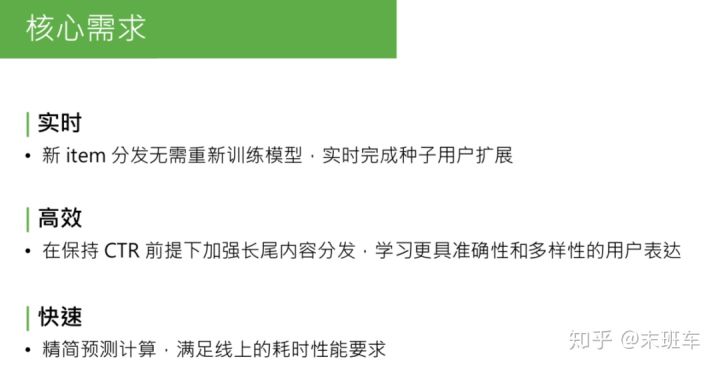 核心需求
实时
• 新 item 分发无需重新训练模型，实时完成种子用户扩展
高效
• 在保持 CTR 前提下加强长尾内容分发，学习更具准确性和多样性的用户表达
快速
• 精简预测计算，满足线上的耗时性能要求
知乎 @末班车